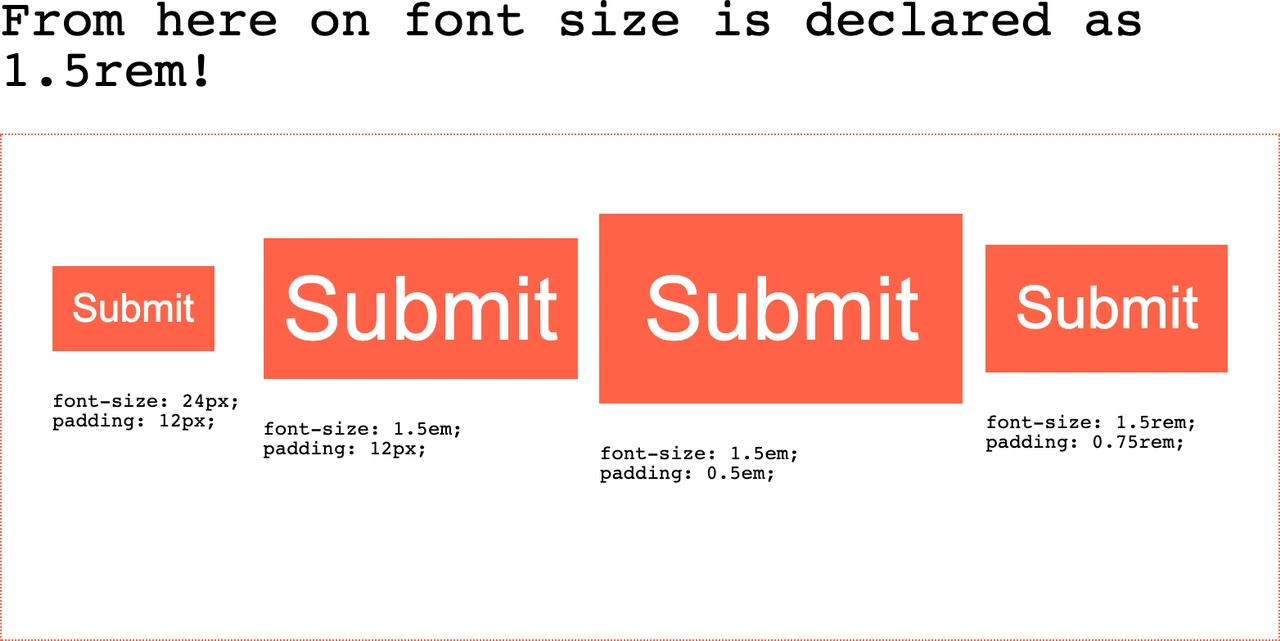 From here on font size is declared as
1.5rem!
Submit
font-size: 24px;
padding: 12px;
Submit
font-size: 1.5em;
padding: 12px;
Submit
font-size: 1.5em;
padding: 0.5em;
Submit
font-size: 1.5rem;
padding: 0.75rem;